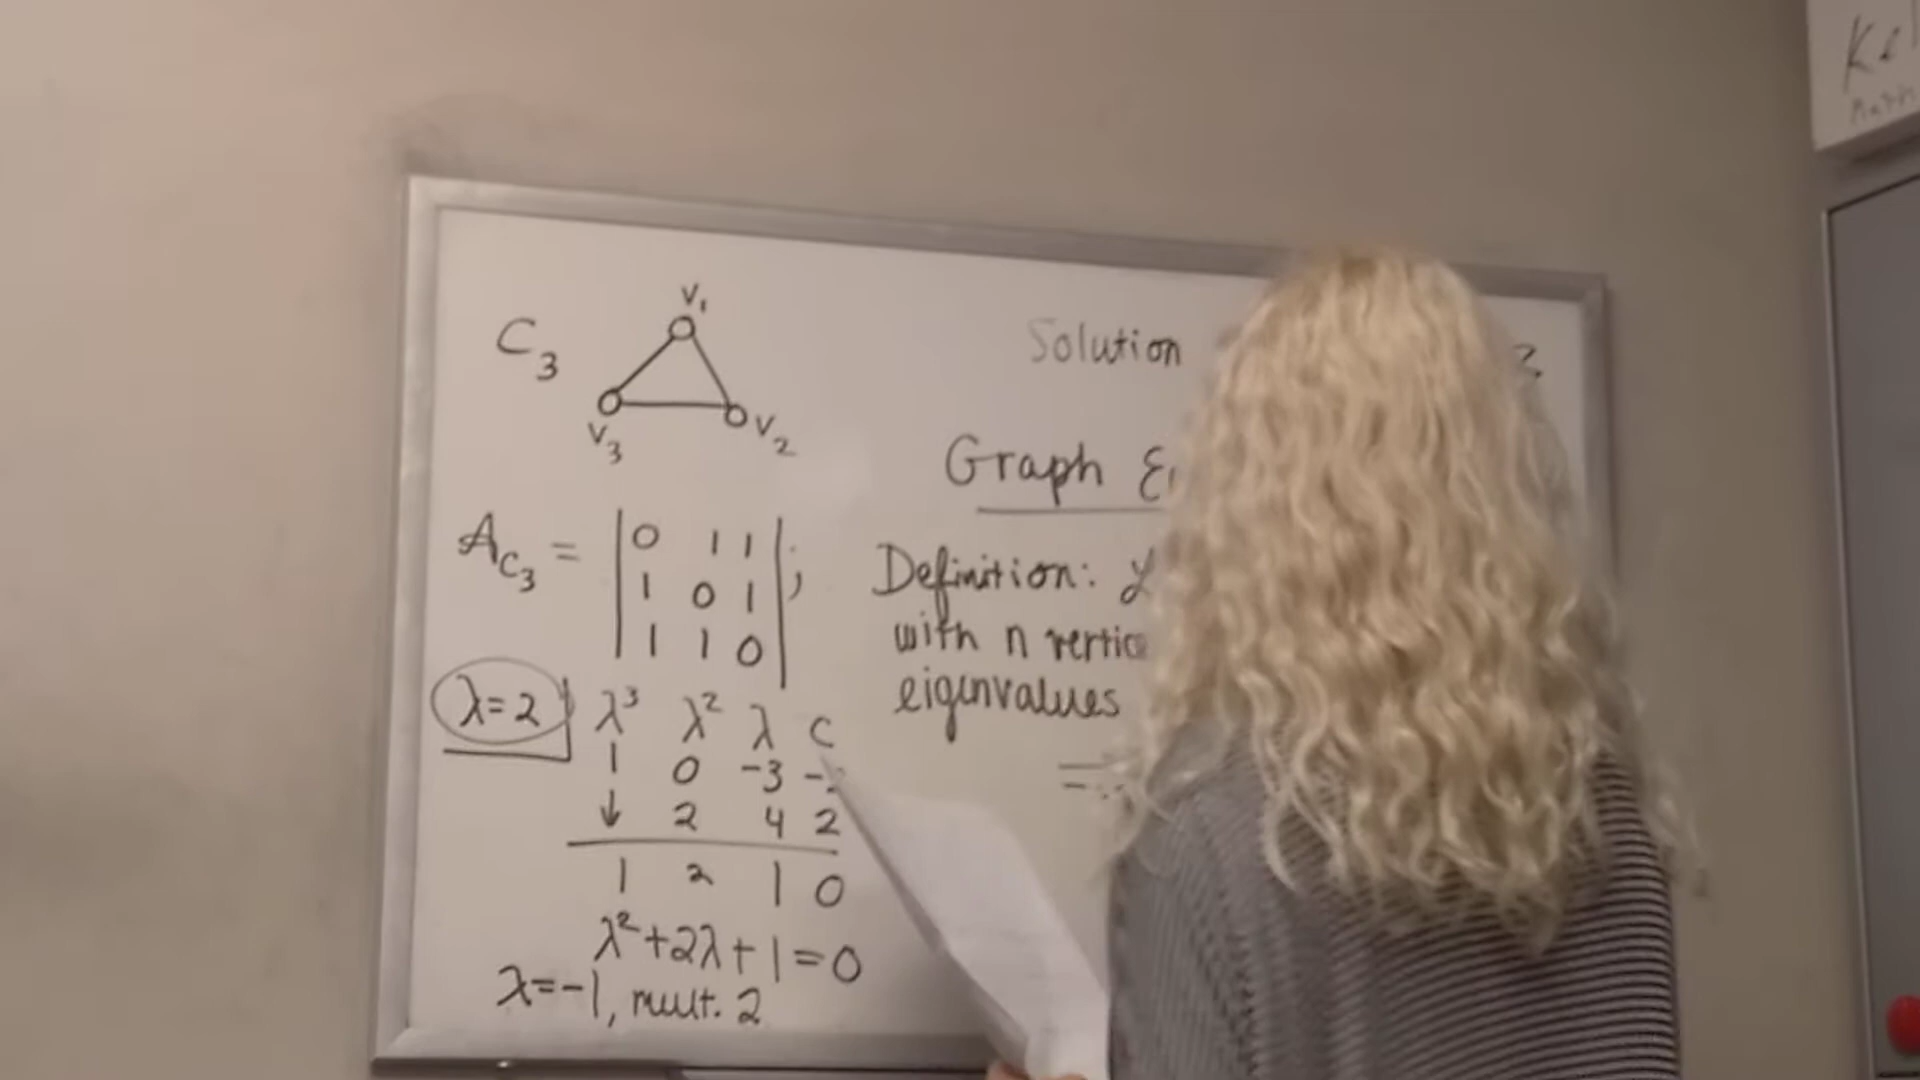 C₃
V₁
V₃
V₂
A_C₃ = | 0 1 1 | ;
| 1 0 1 |
| 1 1 0 |
λ=2
λ³ λ² λ C
1 0 -3 -
↓ 2 4 2
1 2 1 0
λ²+2λ+1=0
λ=-1, mult. 2
Solution
Graph
Definition:
with n
eigenvalues
=